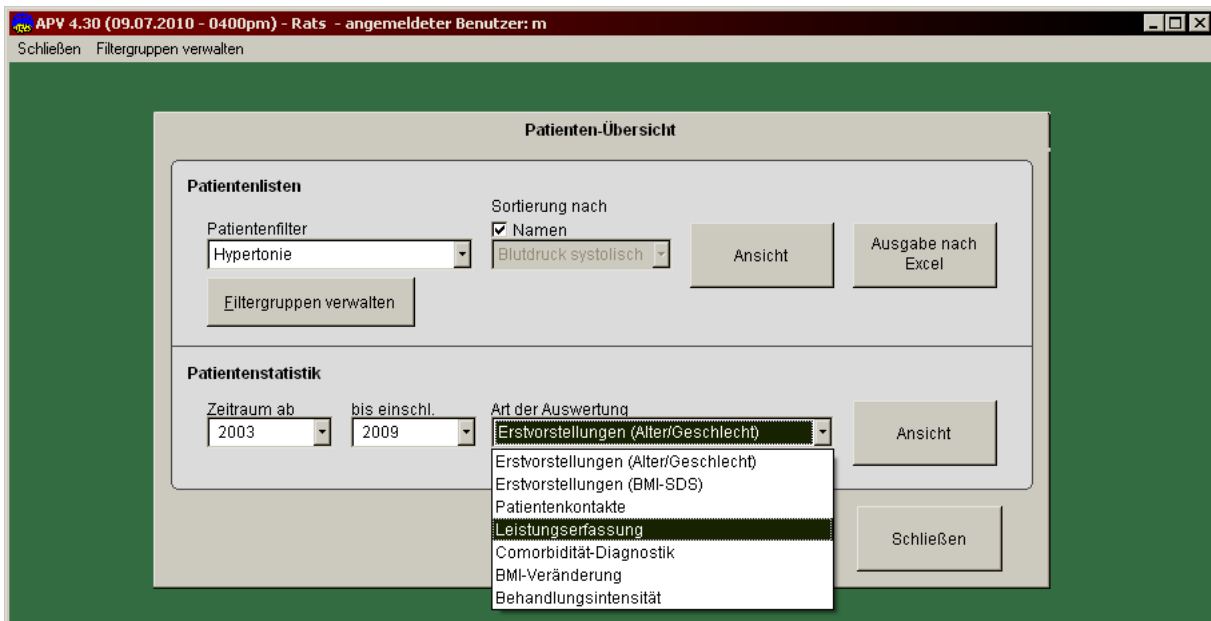 APV 4.30 (09.07.2010 - 0400pm) - Rats - angemeldeter Benutzer: m
Schließen Filtergruppen verwalten
Patienten-Übersicht
Patientenlisten
Sortierung nach
Patientenfilter
Namen
Hypertonie
Blutdruck systolisch
Ansicht
Ausgabe nach
Excel
Filtergruppen verwalten
Patientenstatistik
Zeitraum ab bis einschl. Art der Auswertung
2003 2009 Erstvorstellungen (Alter/Geschlecht) Ansicht
Erstvorstellungen (Alter/Geschlecht)
Erstvorstellungen (BMI-SDS)
Patientenkontakte
Leistungserfassung
Comorbidität-Diagnostik
BMI-Veränderung
Behandlungsintensität
Schließen